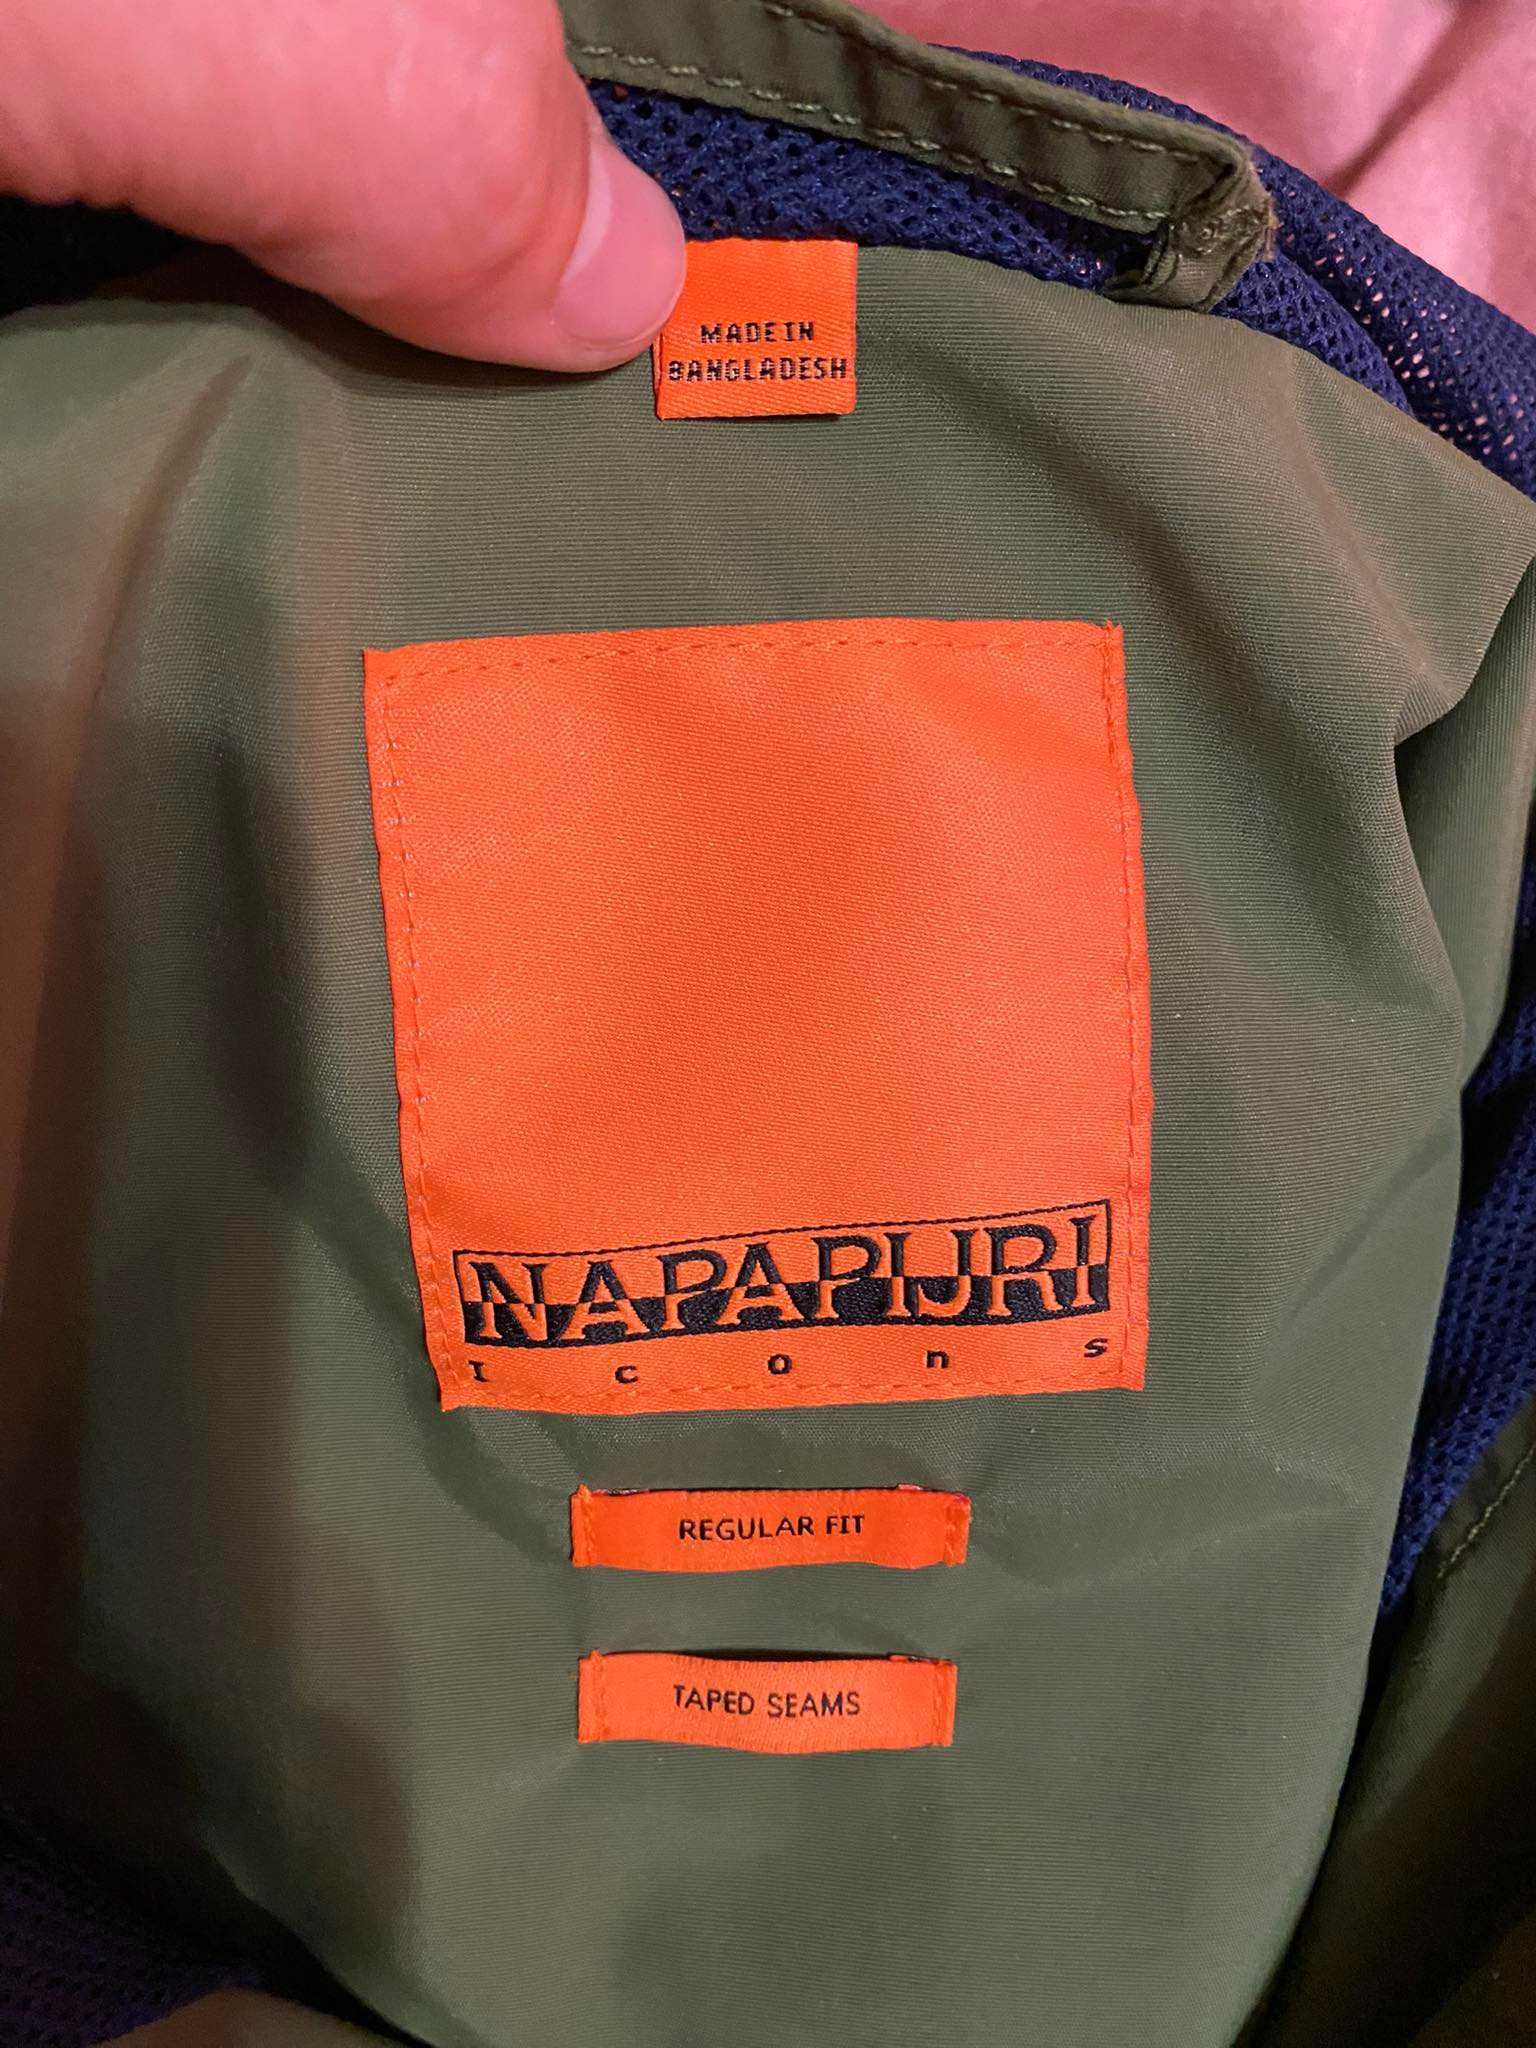 MADE IN
BANGLADESH
NAPAPIJRI
Icons
REGULAR FIT
TAPED SEAMS